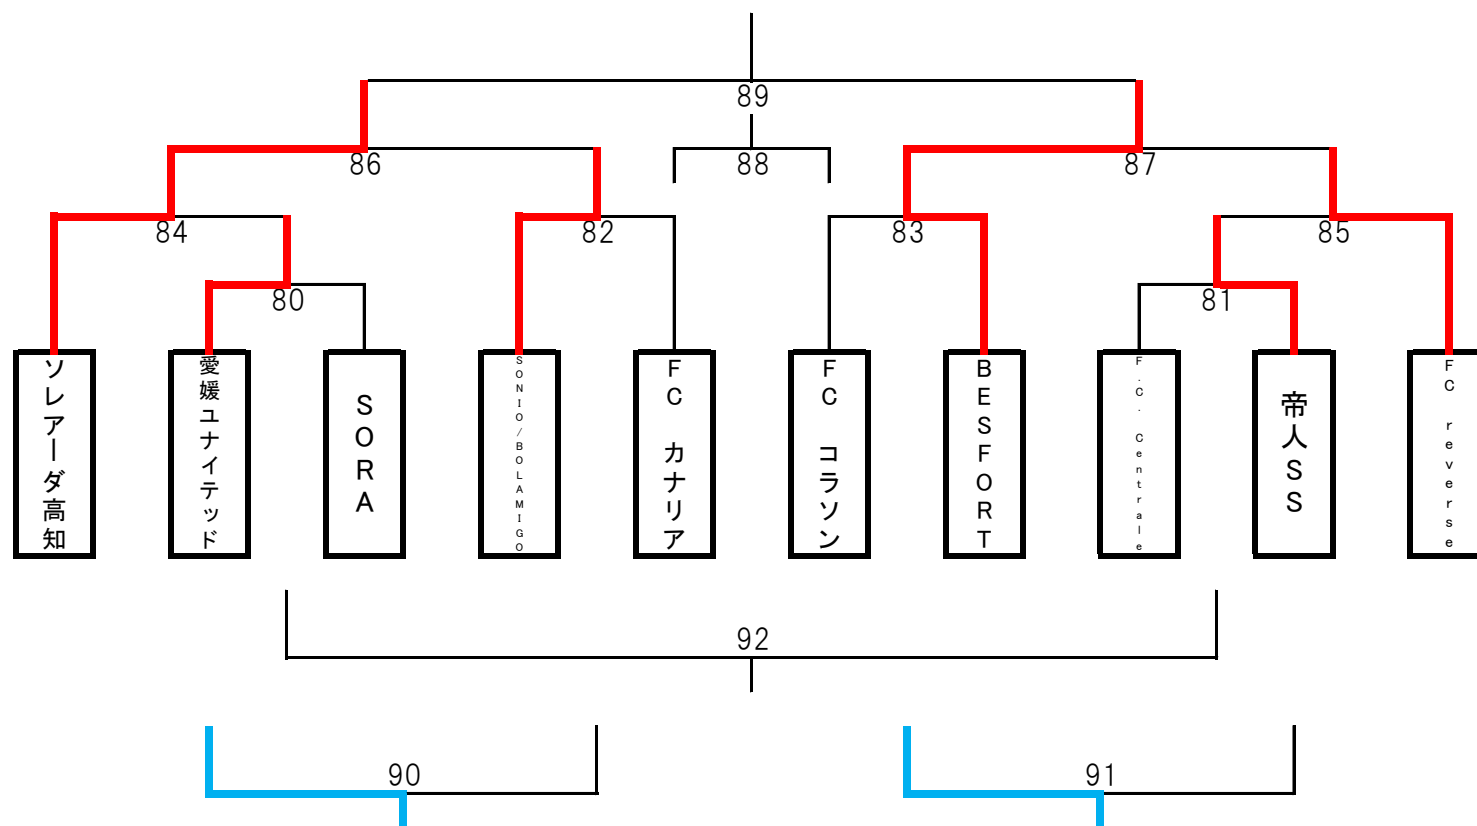 89
86
88
87
84
82
83
85
80
81
ソレアーダ高知
愛媛ユナイテッド
SORA
SONIO/BOLAMIGO
FC カナリア
FC コラソン
BESFORT
F.C. Centrale
帝人SS
FC reverse
92
90
91